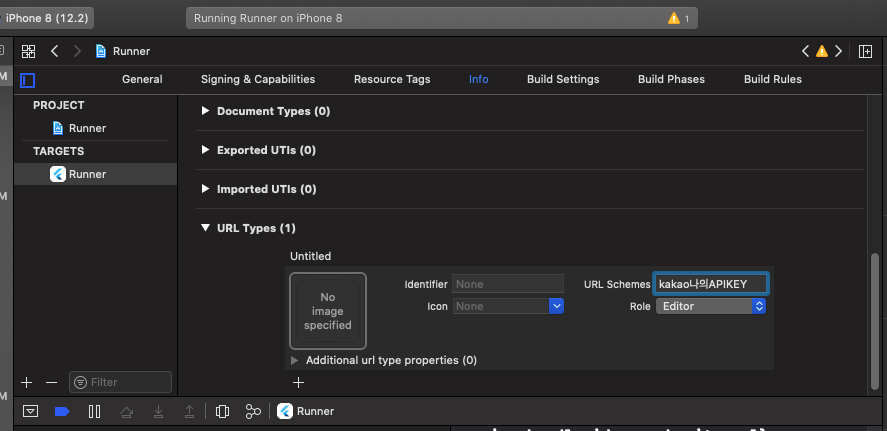 iPhone 8 (12.2) Running Runner on iPhone 8 1
Runner
General Signing & Capabilities Resource Tags Info Build Settings Build Phases Build Rules
PROJECT
Runner
TARGETS
Runner
Document Types (0)
Exported UTIs (0)
Imported UTIs (0)
URL Types (1)
Untitled
No image specified
Identifier None URL Schemes kakao나의APIKEY
Icon None Role Editor
Additional url type properties (0)
Filter
Runner
M
M
M